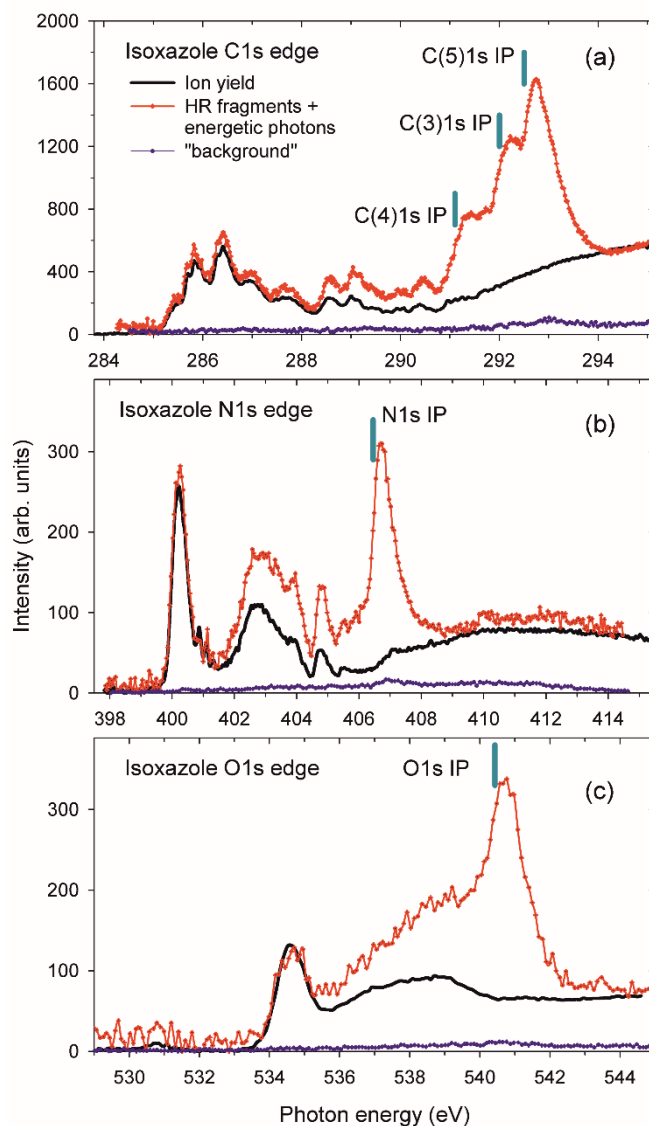 2000
Isoxazole C1s edge
C(5)1s IP
(a)
Ion yield
HR fragments +
energetic photons
"background"
C(3)1s IP
C(4)1s IP
1600
1200
800
400
0
284 286 288 290 292 294
Isoxazole N1s edge
N1s IP
(b)
300
200
100
0
398 400 402 404 406 408 410 412 414
Isoxazole O1s edge
O1s IP
(c)
300
200
100
0
530 532 534 536 538 540 542 544
Intensity (arb. units)
Photon energy (eV)